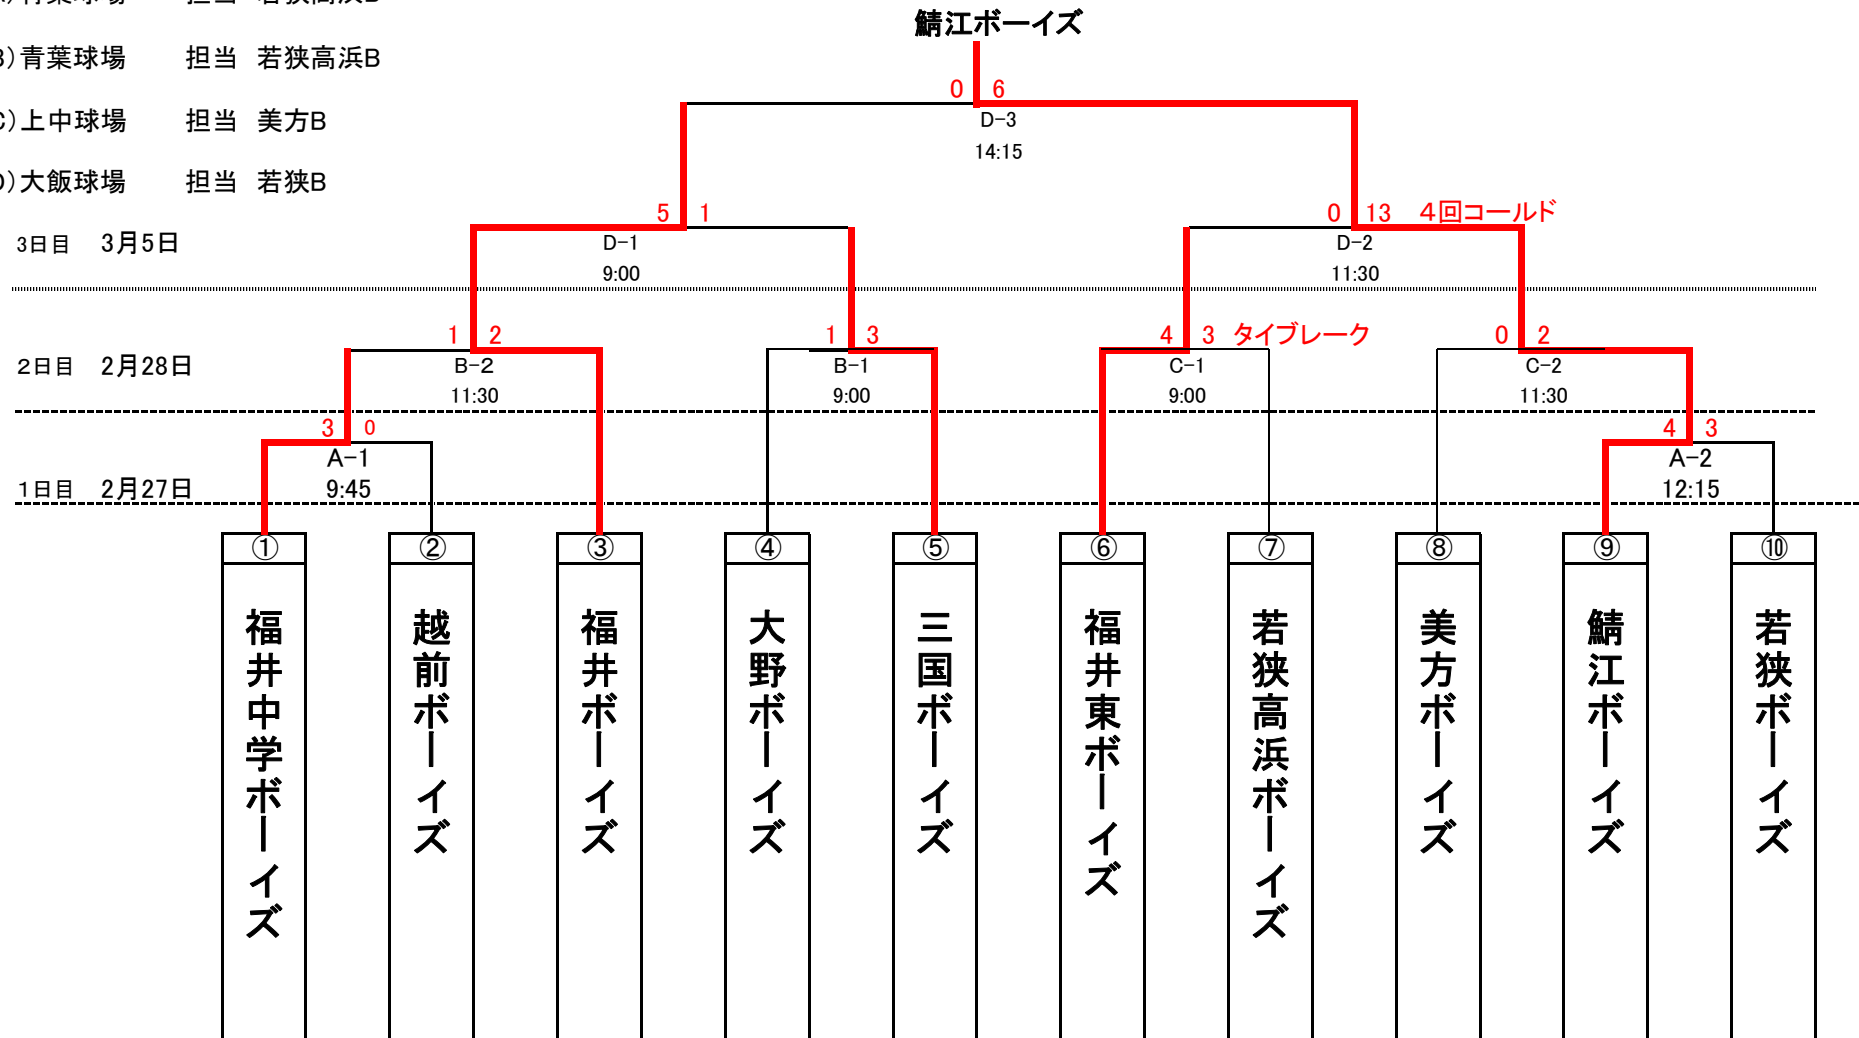 鯖江ボーイズ
B)青葉球場 担当 若狭高浜B
C)上中球場 担当 美方B
D)大飯球場 担当 若狭B
0 6
D-3
14:15
5 1
D-1
9:00
0 13 4回コールド
D-2
11:30
3日目 3月5日
1 2
B-2
11:30
1 3
B-1
9:00
4 3 タイブレーク
C-1
9:00
0 2
C-2
11:30
2日目 2月28日
3 0
A-1
9:45
4 3
A-2
12:15
1日目 2月27日
① ② ③ ④ ⑤ ⑥ ⑦ ⑧ ⑨ ⑩
福井中学ボーイズ
越前ボーイズ
福井ボーイズ
大野ボーイズ
三国ボーイズ
福井東ボーイズ
若狭高浜ボーイズ
美方ボーイズ
鯖江ボーイズ
若狭ボーイズ